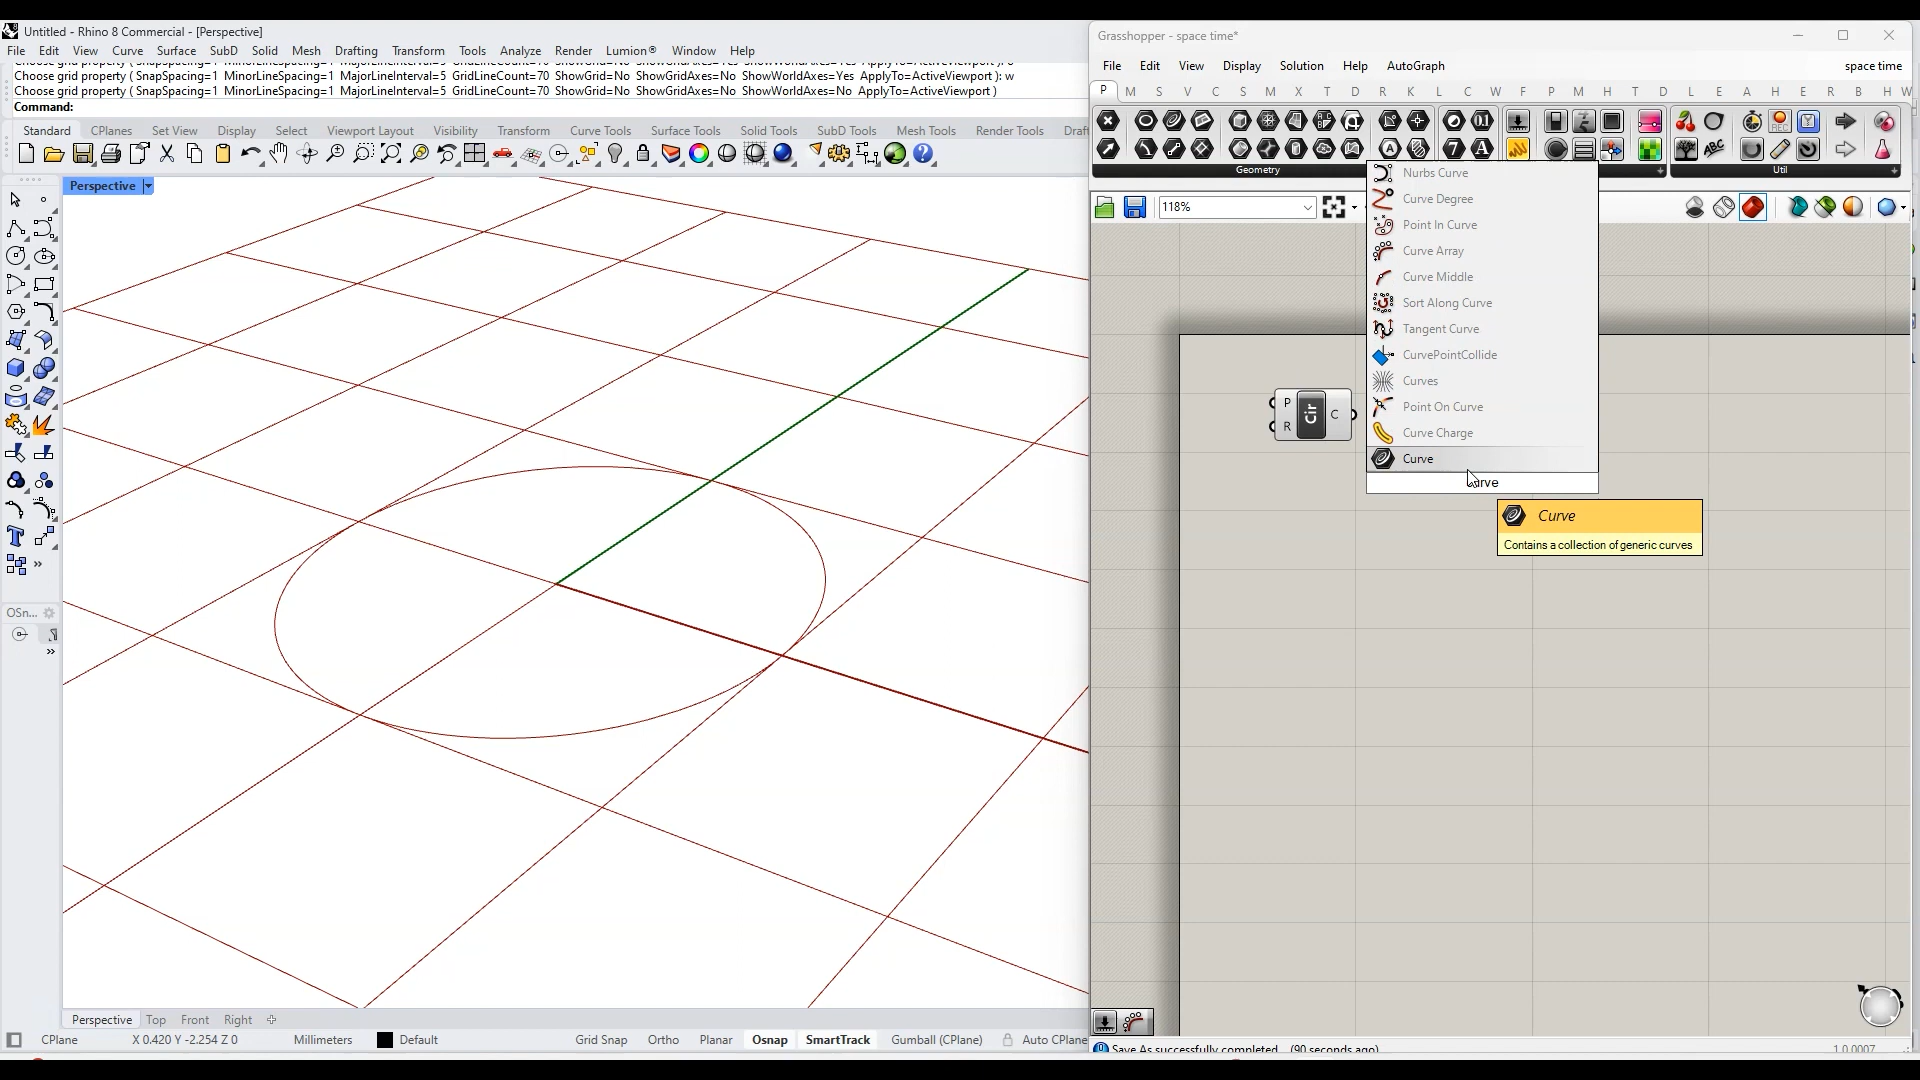 Untitled - Rhino 8 Commercial - [Perspective]
File Edit View Curve Surface SubD Solid Mesh Drafting Transform Tools Analyze Render Lumion® Window Help
Choose grid property ( SnapSpacing=1 MinorLineSpacing=1 MajorLineInterval=5 GridLineCount=70 ShowGrid=No ShowGridAxes=No ShowWorldAxes=Yes ApplyTo=ActiveViewport ): w
Choose grid property ( SnapSpacing=1 MinorLineSpacing=1 MajorLineInterval=5 GridLineCount=70 ShowGrid=No ShowGridAxes=No ShowWorldAxes=No ApplyTo=ActiveViewport )
Command:
Standard CPlanes Set View Display Select Viewport Layout Visibility Transform Curve Tools Surface Tools Solid Tools SubD Tools Mesh Tools Render Tools Draft
Perspective
OSn...
Perspective Top Front Right
CPlane X 0.420 Y -2.254 Z 0 Millimeters Default Grid Snap Ortho Planar Osnap SmartTrack Gumball (CPlane) Auto CPlane
Grasshopper - space time*
File Edit View Display Solution Help AutoGraph space time
P M S V C S M X T D R K L C W F P M H T D L E A H E R B H W
Geometry Util
118%
Nurbs Curve
Curve Degree
Point In Curve
Curve Array
Curve Middle
Sort Along Curve
Tangent Curve
CurvePointCollide
Curves
Point On Curve
Curve Charge
Curve
urve
P
R
Cir
C
Curve
Contains a collection of generic curves
Save As successfully completed... (90 seconds ago)
1.0.0007